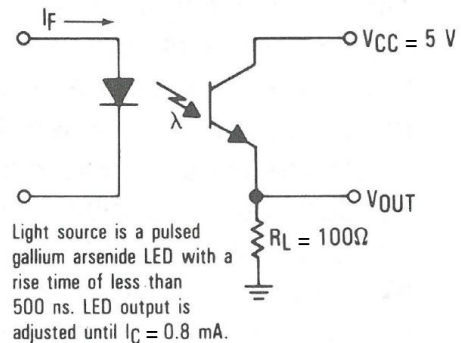 IF
VCC = 5 V
λ
VOUT
RL = 100Ω
Light source is a pulsed
gallium arsenide LED with a
rise time of less than
500 ns. LED output is
adjusted until IC = 0.8 mA.